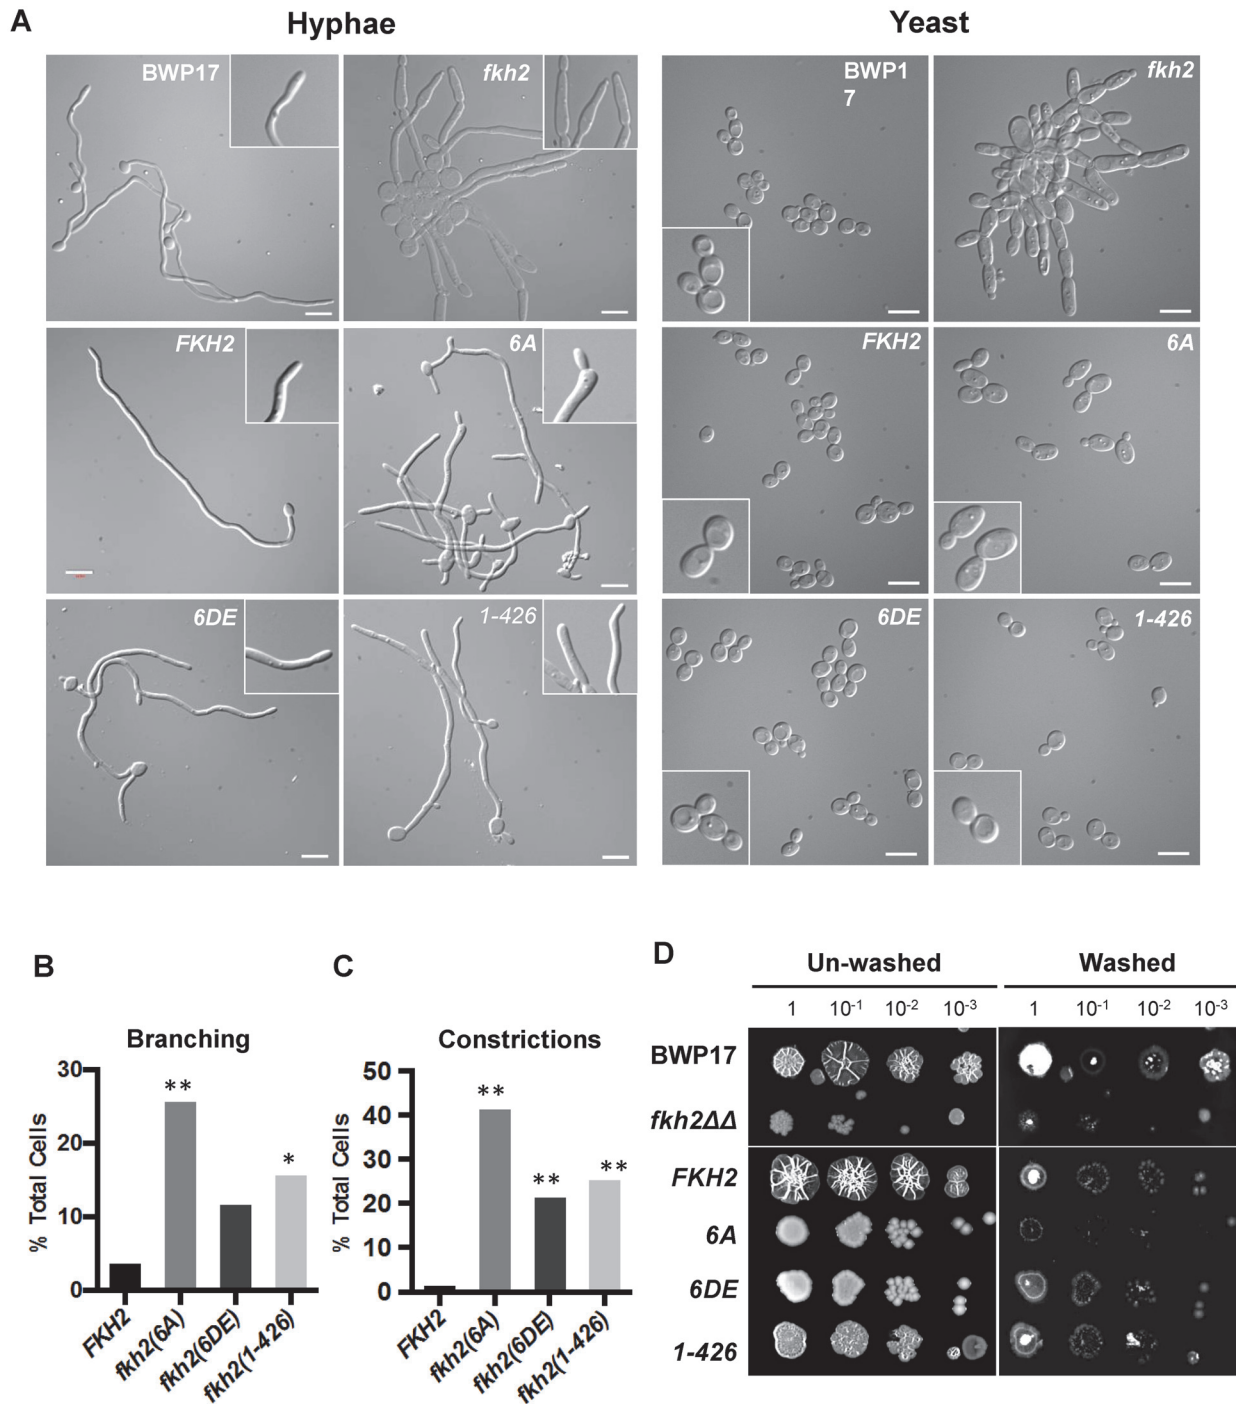 A
Hyphae
Yeast
BWP17
fkh2
BWP1
7
fkh2
FKH2
6A
FKH2
6A
6DE
1-426
6DE
1-426
B
C
D
Un-washed
Washed
1 10-1 10-2 10-3
1 10-1 10-2 10-3
Branching
Constrictions
BWP17
fkh2ΔΔ
FKH2
6A
6DE
1-426
% Total Cells
30
20
10
0
**
*
FKH2
fkh2(6A)
fkh2(6DE)
fkh2(1-426)
% Total Cells
50
40
30
20
10
0
**
**
**
FKH2
fkh2(6A)
fkh2(6DE)
fkh2(1-426)